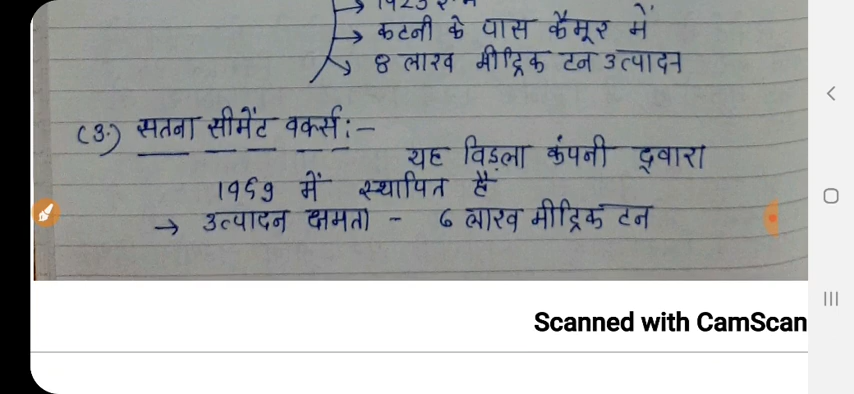 → कटनी के पास कैमूर में
→ 8 लाख मीट्रिक टन उत्पादन
(3.) सतना सीमेंट वर्क्स :-
यह बिड़ला कंपनी द्वारा
1959 में स्थापित है
→ उत्पादन क्षमता - 6 लाख मीट्रिक टन
Scanned with CamScan